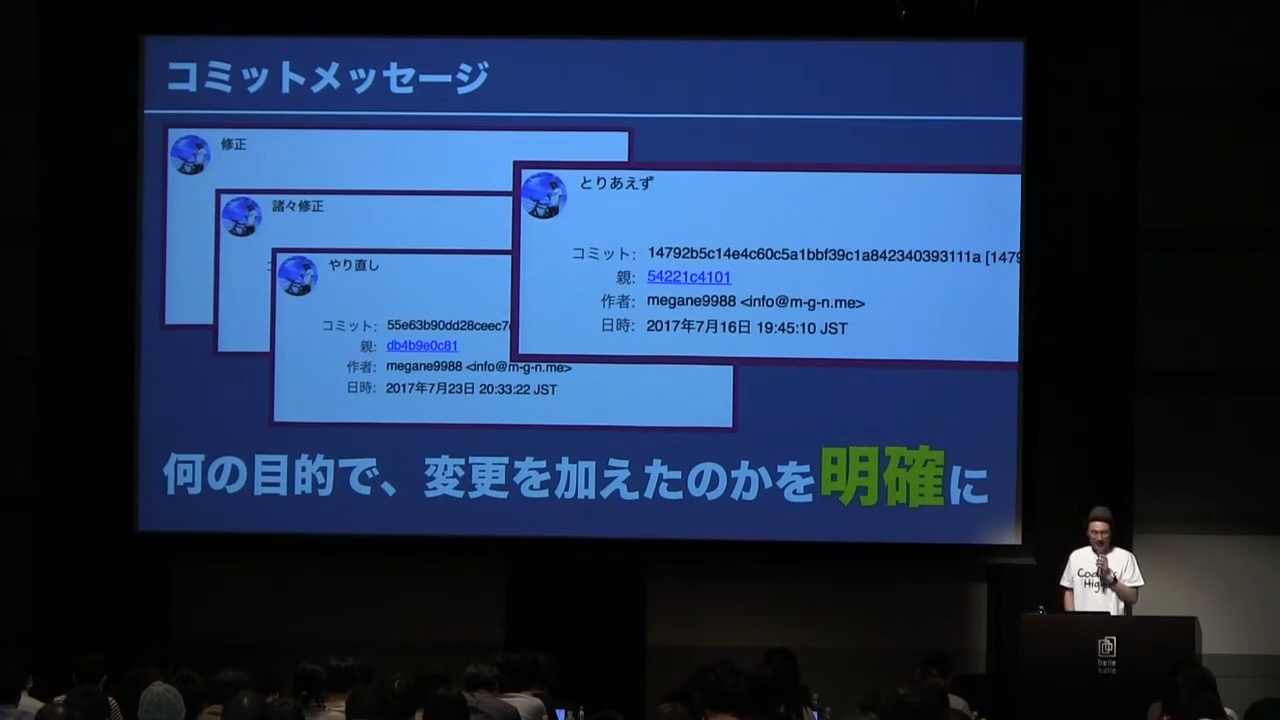 コミットメッセージ
修正
諸々修正
やり直し
コミット: 55e63b90dd28ceec7
親: db4b9e0c81
作者: megane9988 <info@m-g-n.me>
日時: 2017年7月23日 20:33:22 JST
とりあえず
コミット: 14792b5c14e4c60c5a1bbf39c1a842340393111a [1479
親: 54221c4101
作者: megane9988 <info@m-g-n.me>
日時: 2017年7月16日 19:45:10 JST
何の目的で、変更を加えたのかを明確に
belle
salle